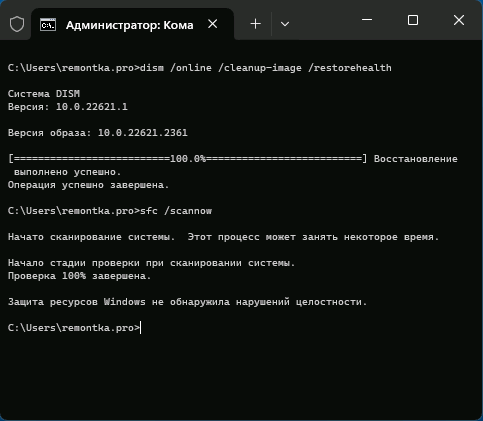 Администратор: Кома
C:\Users\remontka.pro>dism /online /cleanup-image /restorehealth
Cистема DISM
Версия: 10.0.22621.1
Версия образа: 10.0.22621.2361
[==========================100.0%==========================] Восстановление
выполнено успешно.
Операция успешно завершена.
C:\Users\remontka.pro>sfc /scannow
Начато сканирование системы.  Этот процесс может занять некоторое время.
Начало стадии проверки при сканировании системы.
Проверка 100% завершена.
Защита ресурсов Windows не обнаружила нарушений целостности.
C:\Users\remontka.pro>